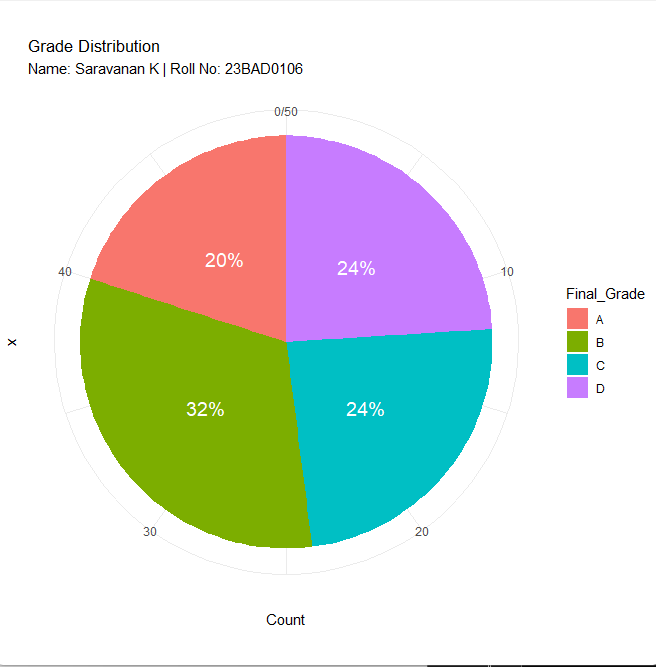 Grade Distribution
Name: Saravanan K | Roll No: 23BAD0106
0/50
20%
24%
40
10
x
32%
24%
30
20
Count
Final_Grade
A
B
C
D